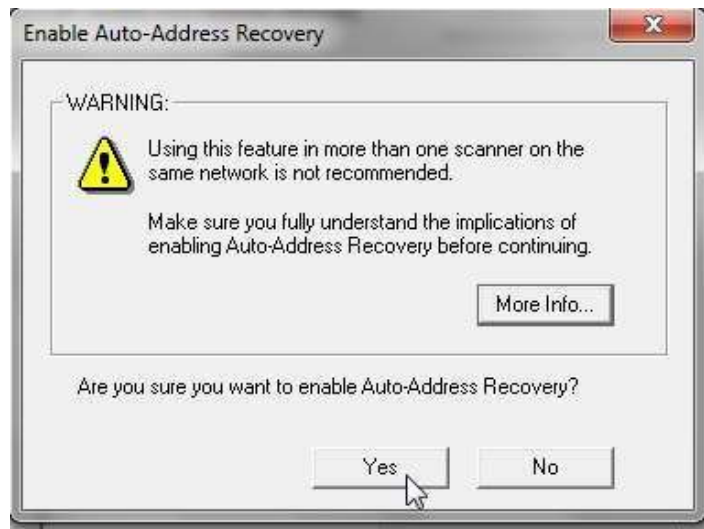 Enable Auto-Address Recovery
WARNING:
Using this feature in more than one scanner on the
same network is not recommended.
Make sure you fully understand the implications of
enabling Auto-Address Recovery before continuing.
More Info...
Are you sure you want to enable Auto-Address Recovery?
Yes
No